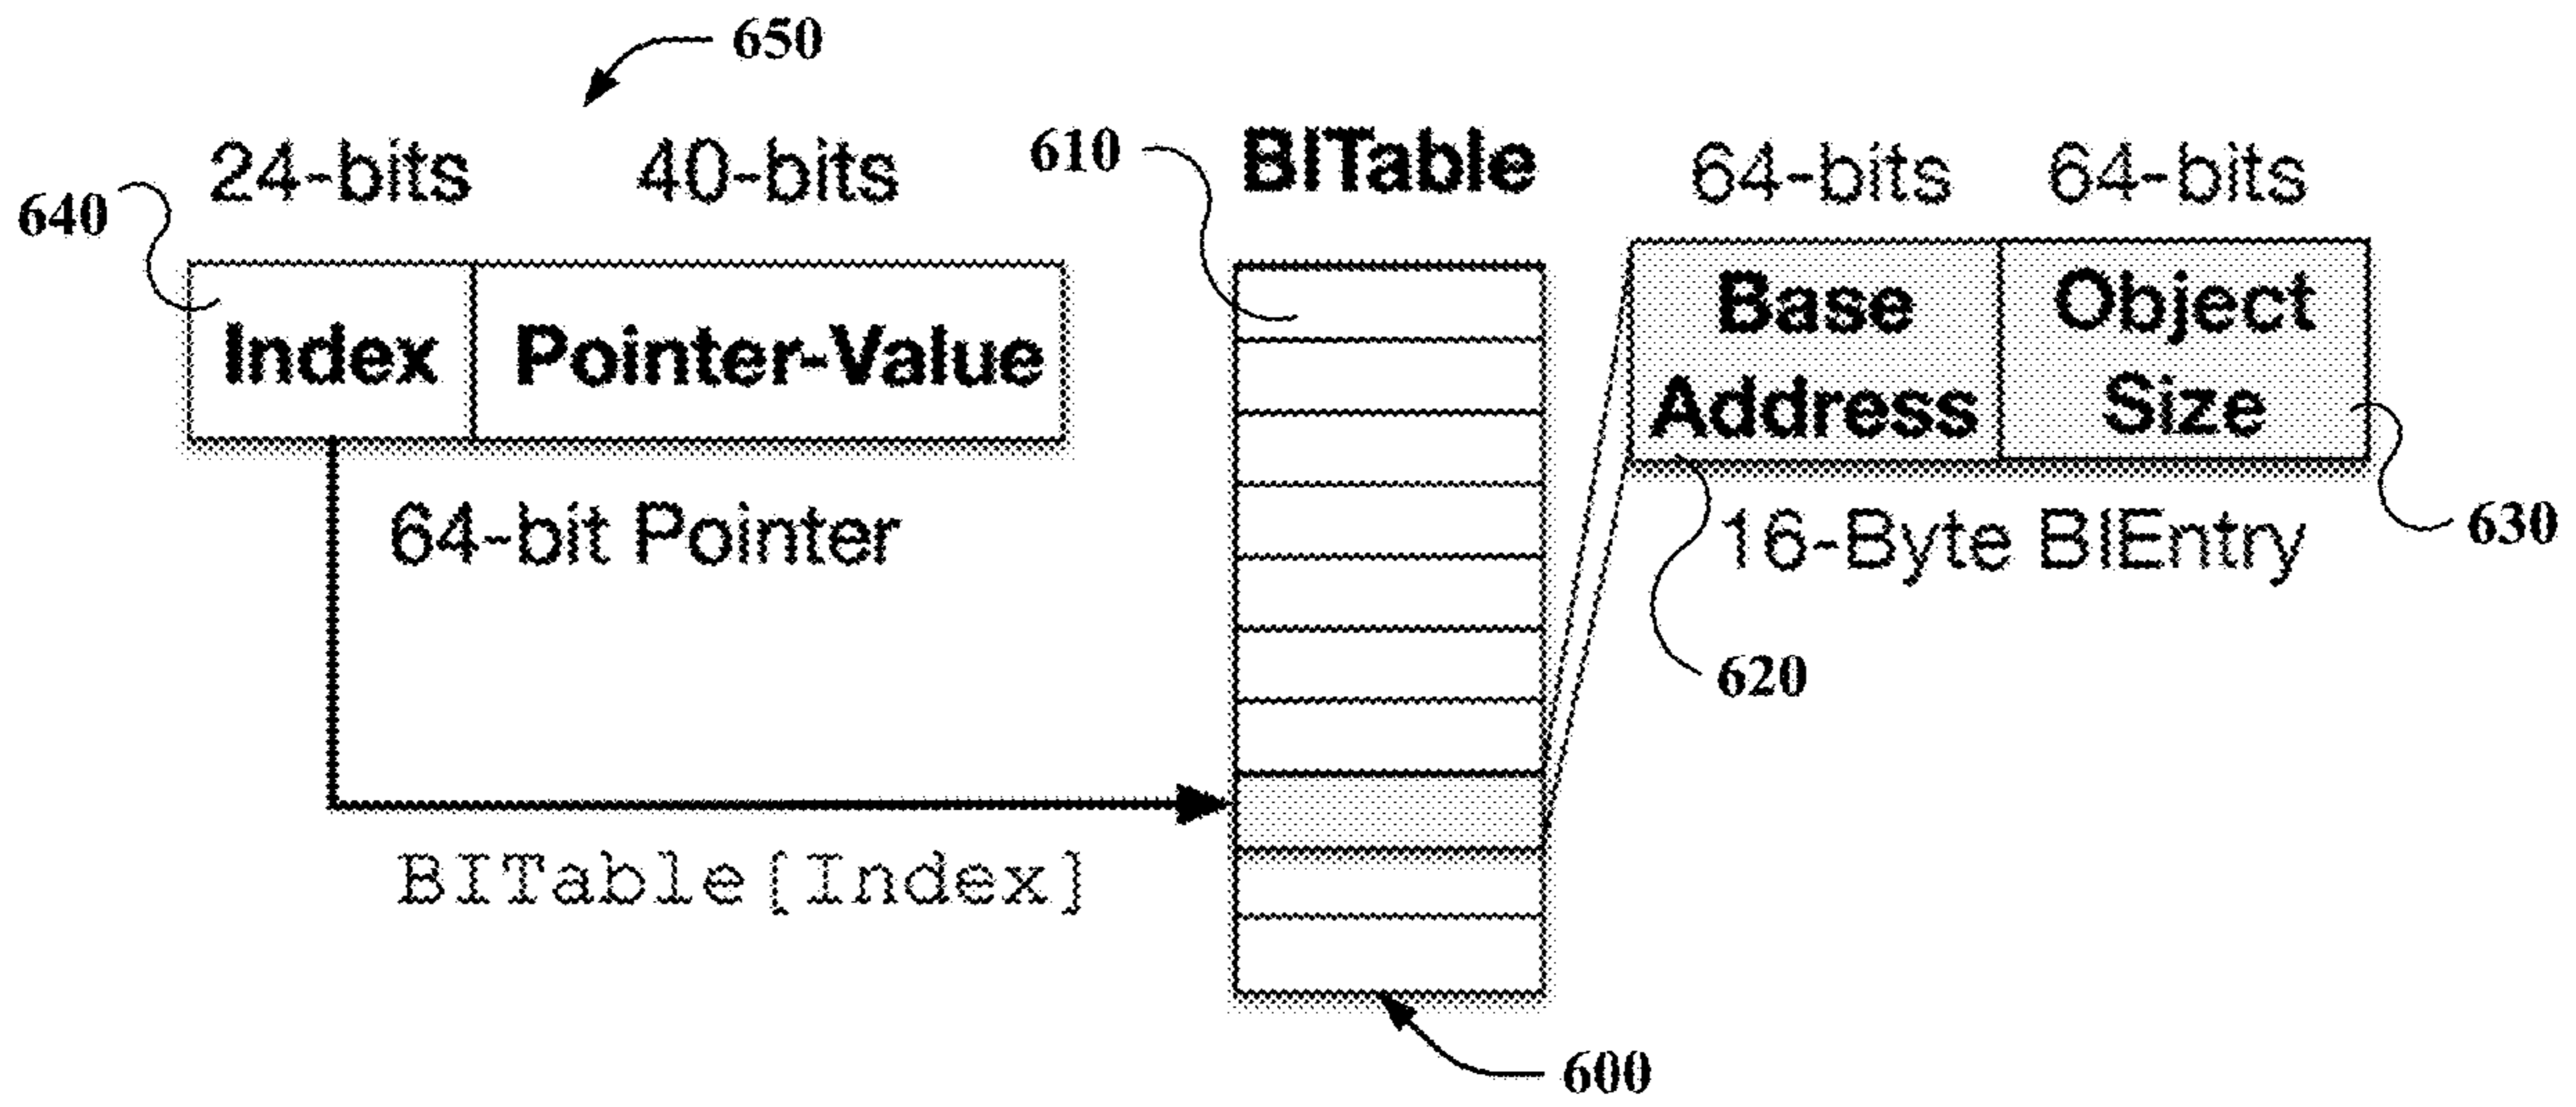 650
24-bits
40-bits
610
BITable
64-bits
64-bits
640
Index
Pointer-Value
Base
Address
Object
Size
64-bit Pointer
16-Byte BIEntry
630
620
BITable[Index]
600